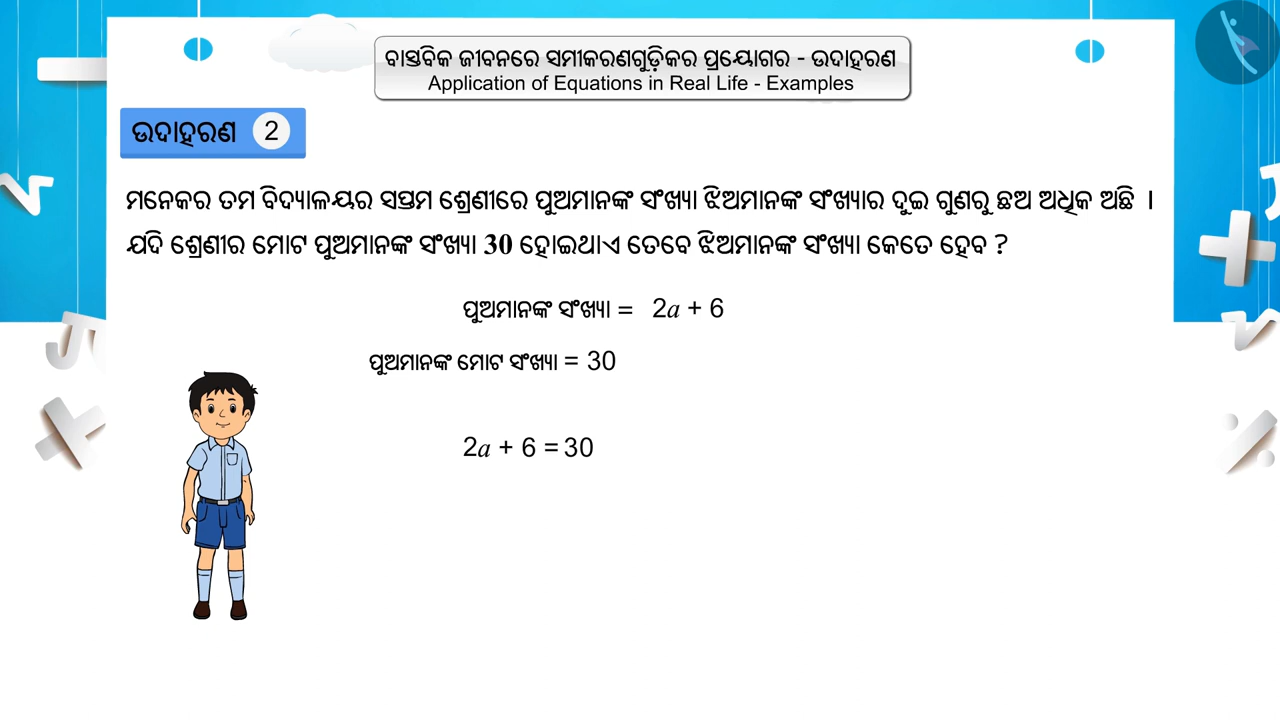 ବାସ୍ତବିକ ଜୀବନରେ ସମୀକରଣଗୁଡ଼ିକର ପ୍ରୟୋଗର - ଉଦାହରଣ
Application of Equations in Real Life - Examples
ଉଦାହରଣ 2
ମନେକର ତମ ବିଦ୍ୟାଳୟର ସପ୍ତମ ଶ୍ରେଣୀରେ ପୁଅମାନଙ୍କ ସଂଖ୍ୟା ଝିଅମାନଙ୍କ ସଂଖ୍ୟାର ଦୁଇ ଗୁଣରୁ ଛଅ ଅଧିକ ଅଛି ।
ଯଦି ଶ୍ରେଣୀର ମୋଟ ପୁଅମାନଙ୍କ ସଂଖ୍ୟା 30 ହୋଇଥାଏ ତେବେ ଝିଅମାନଙ୍କ ସଂଖ୍ୟା କେତେ ହେବ ?
ପୁଅମାନଙ୍କ ସଂଖ୍ୟା = 2a + 6
ପୁଅମାନଙ୍କ ମୋଟ ସଂଖ୍ୟା = 30
2a + 6 = 30